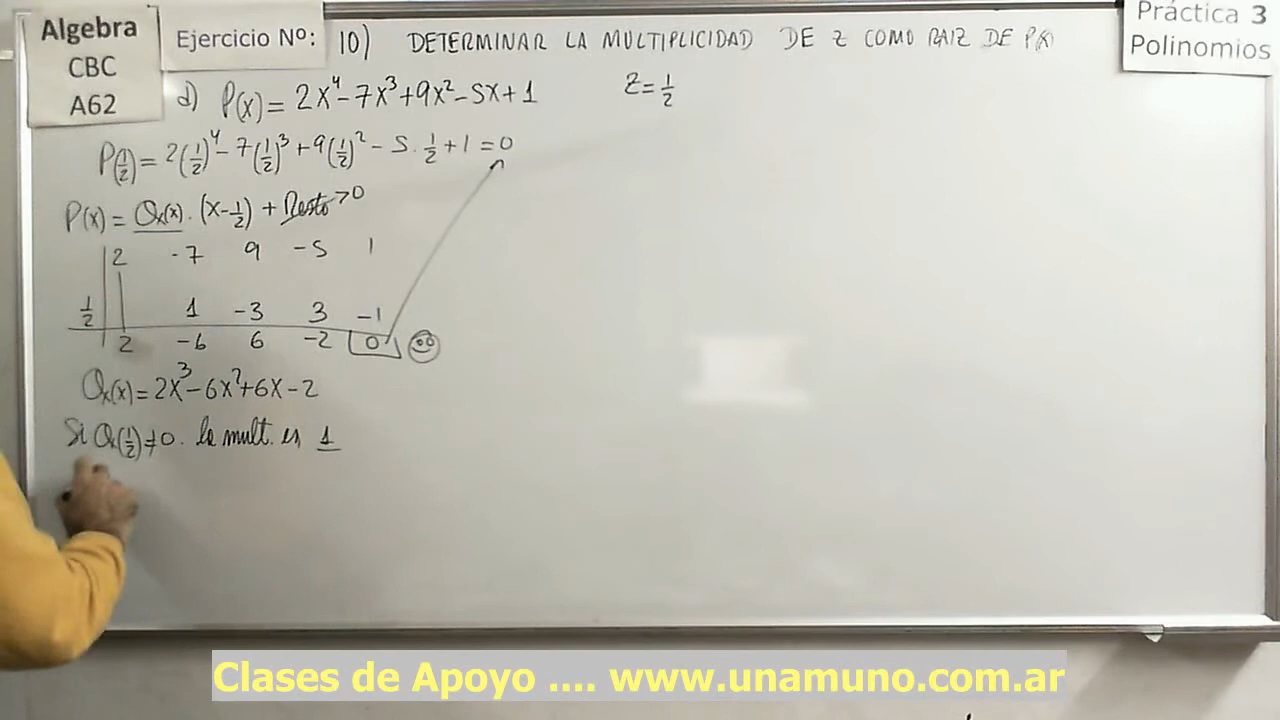 Algebra
CBC
A62
Ejercicio Nº: 10) DETERMINAR LA MULTIPLICIDAD DE Z COMO RAIZ DE P(X)
Práctica 3
Polinomios
d) P(X) = 2X⁴ - 7X³ + 9X² - 5X + 1    Z = 1/2
P(1/2) = 2(1/2)⁴ - 7(1/2)³ + 9(1/2)² - 5 . 1/2 + 1 = 0
P(X) = Q₁(X) . (X - 1/2) + Resto → 0
2 -7 9 -5 1
1/2 1 -3 3 -1
2 -6 6 -2 0
Q₁(X) = 2X³ - 6X² + 6X - 2
Si Q₁(1/2) ≠ 0 . la mult. es 1
Clases de Apoyo .... www.unamuno.com.ar